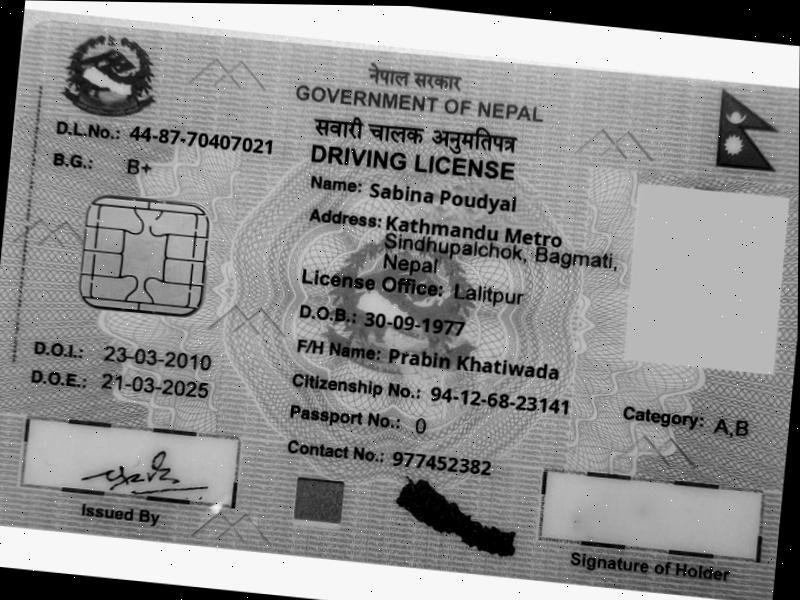 नेपाल सरकार
GOVERNMENT OF NEPAL
सवारी चालक अनुमतिपत्र
DRIVING LICENSE
D.L.No.: 44-87-70407021
B.G.: B+
Name: Sabina Poudyal
Address: Kathmandu Metro
Sindhupalchok, Bagmati,
Nepal
License Office: Lalitpur
D.O.B.: 30-09-1977
F/H Name: Prabin Khatiwada
D.O.I.: 23-03-2010
D.O.E.: 21-03-2025
Citizenship No.: 94-12-68-23141
Category: A,B
Passport No.: 0
Contact No.: 977452382
Issued By
Signature of Holder